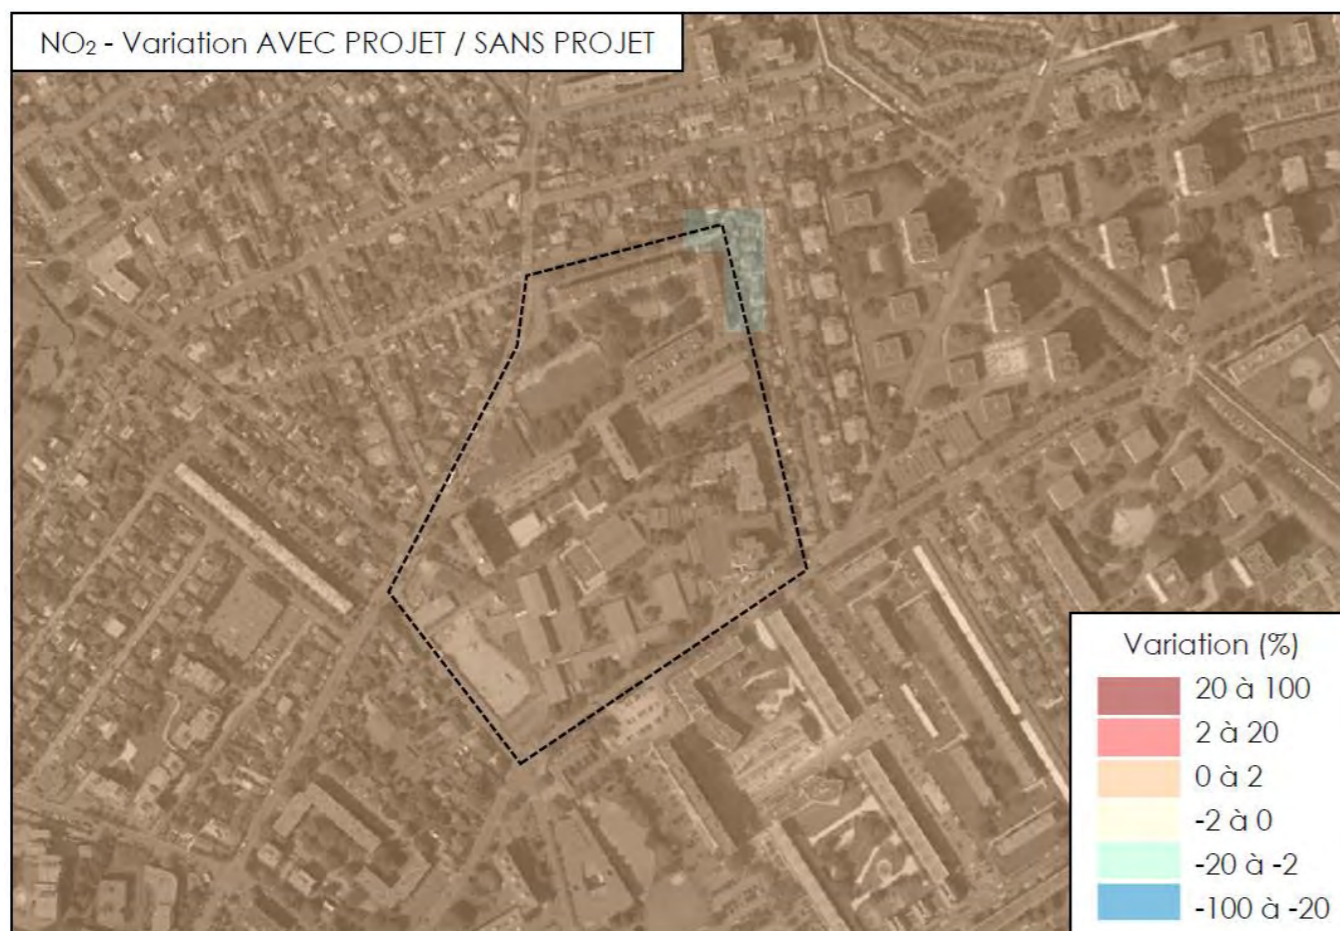 NO₂ - Variation AVEC PROJET / SANS PROJET
Variation (%)
20 à 100
2 à 20
0 à 2
-2 à 0
-20 à -2
-100 à -20